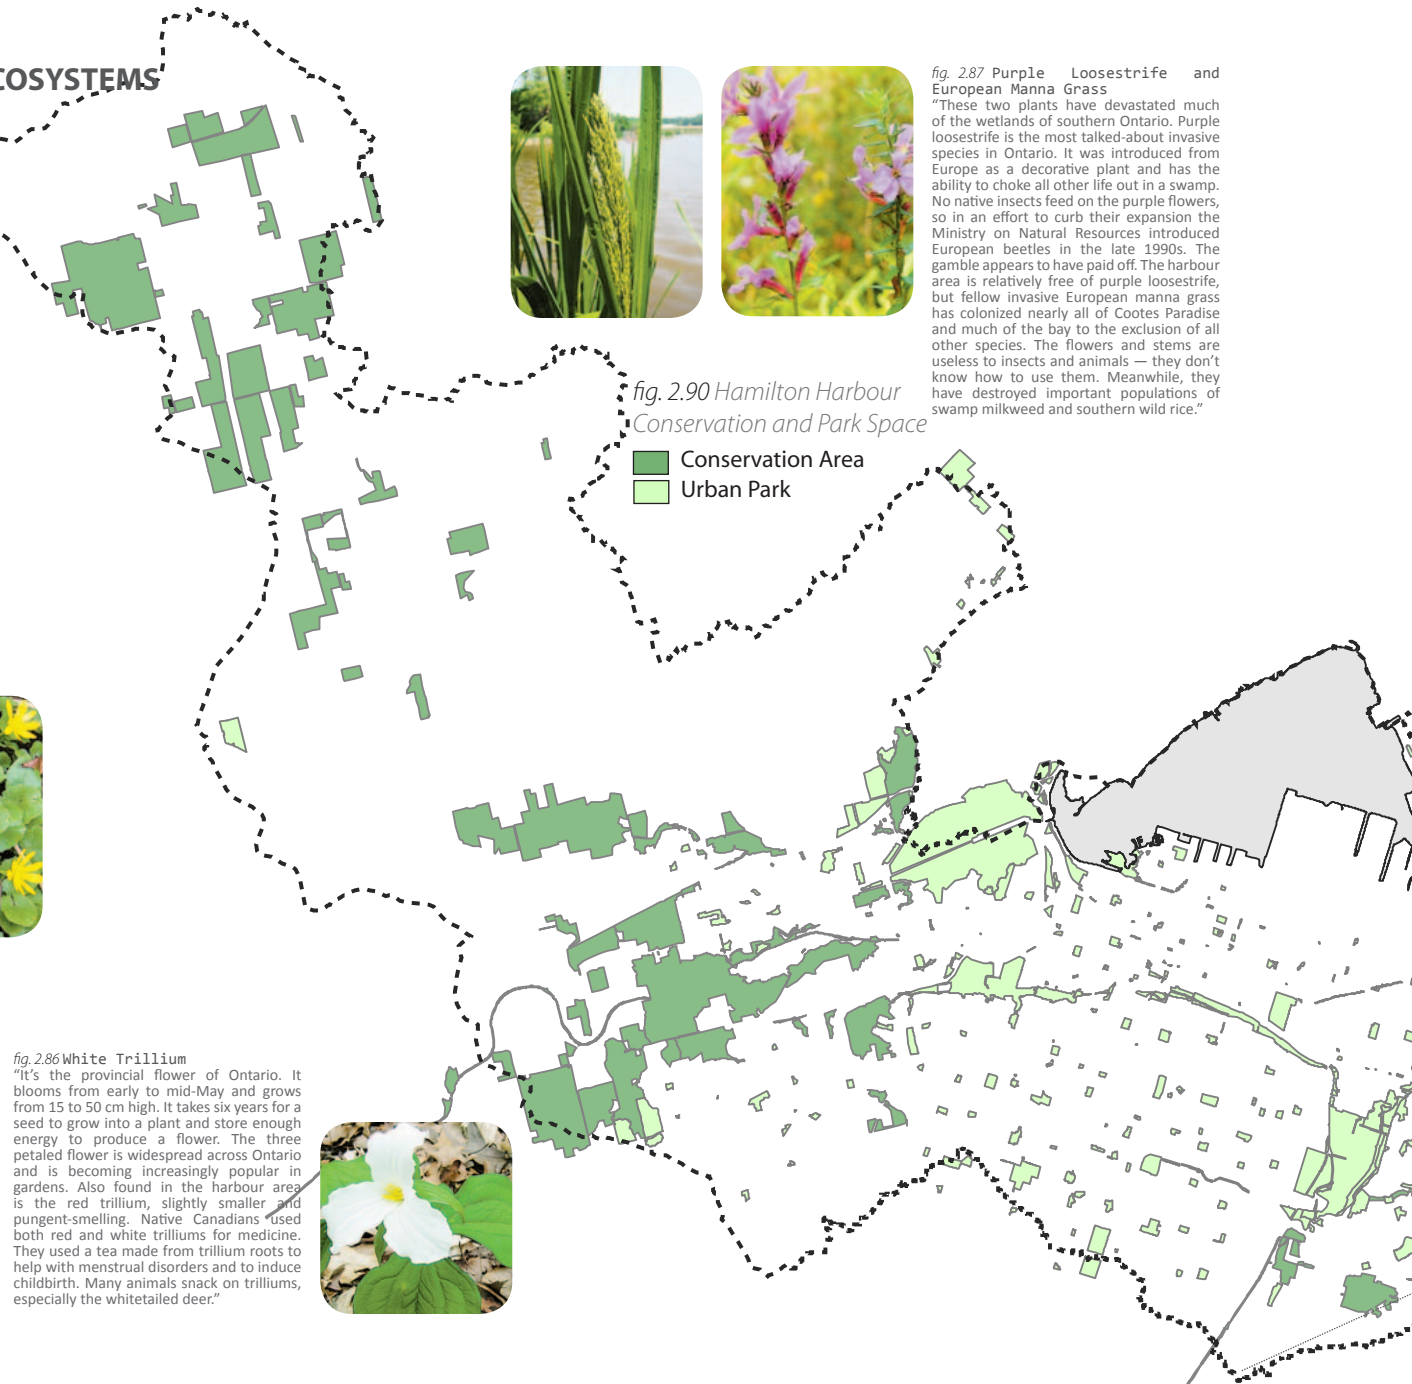 COSYSTEMS
fig. 2.87 Purple Loosestrife and
European Manna Grass
“These two plants have devastated much
of the wetlands of southern Ontario. Purple
loosestrife is the most talked-about invasive
species in Ontario. It was introduced from
Europe as a decorative plant and has the
ability to choke all other life out in a swamp.
No native insects feed on the purple flowers,
so in an effort to curb their expansion the
Ministry on Natural Resources introduced
European beetles in the late 1990s. The
gamble appears to have paid off. The harbour
area is relatively free of purple loosestrife,
but fellow invasive European manna grass
has colonized nearly all of Cootes Paradise
and much of the bay to the exclusion of all
other species. The flowers and stems are
useless to insects and animals — they don’t
know how to use them. Meanwhile, they
have destroyed important populations of
swamp milkweed and southern wild rice.”
fig. 2.90 Hamilton Harbour
Conservation and Park Space
Conservation Area
Urban Park
fig. 2.86 White Trillium
“It’s the provincial flower of Ontario. It
blooms from early to mid-May and grows
from 15 to 50 cm high. It takes six years for a
seed to grow into a plant and store enough
energy to produce a flower. The three
petaled flower is widespread across Ontario
and is becoming increasingly popular in
gardens. Also found in the harbour area
is the red trillium, slightly smaller and
pungent-smelling. Native Canadians used
both red and white trilliums for medicine.
They used a tea made from trillium roots to
help with menstrual disorders and to induce
childbirth. Many animals snack on trilliums,
especially the whitetailed deer.”